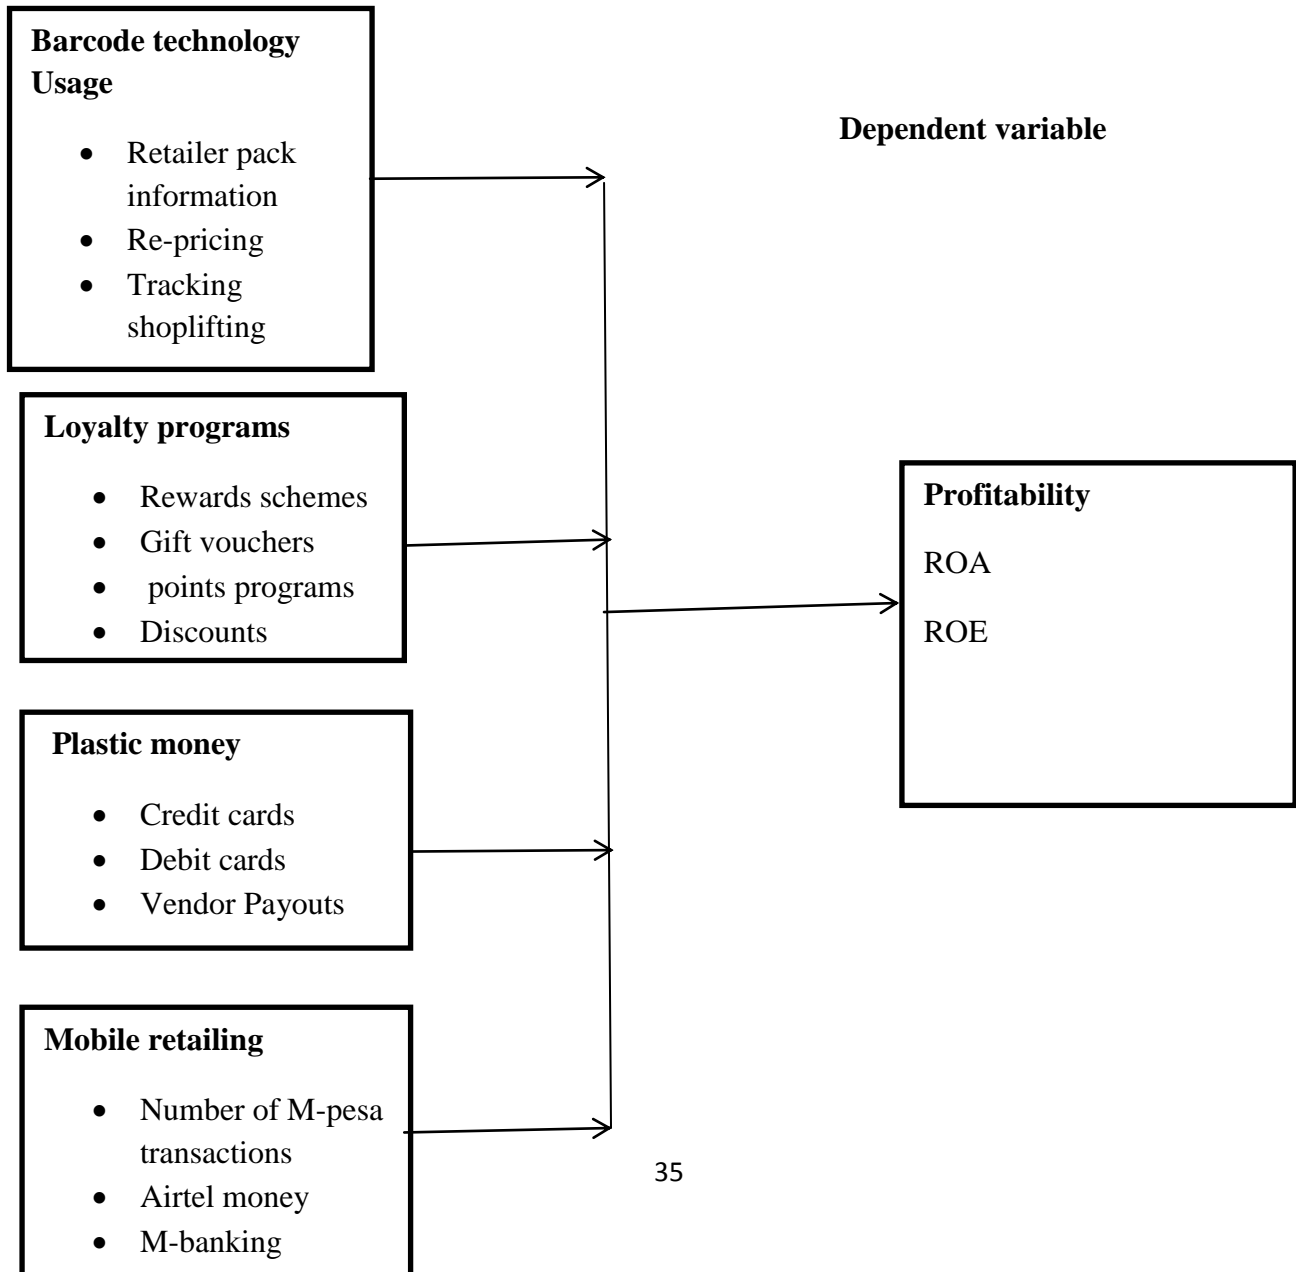 Barcode technology
Usage
• Retailer pack
information
• Re-pricing
• Tracking
shoplifting
Dependent variable
Loyalty programs
• Rewards schemes
• Gift vouchers
• points programs
• Discounts
Profitability
ROA
ROE
Plastic money
• Credit cards
• Debit cards
• Vendor Payouts
Mobile retailing
• Number of M-pesa
transactions
• Airtel money
• M-banking
35